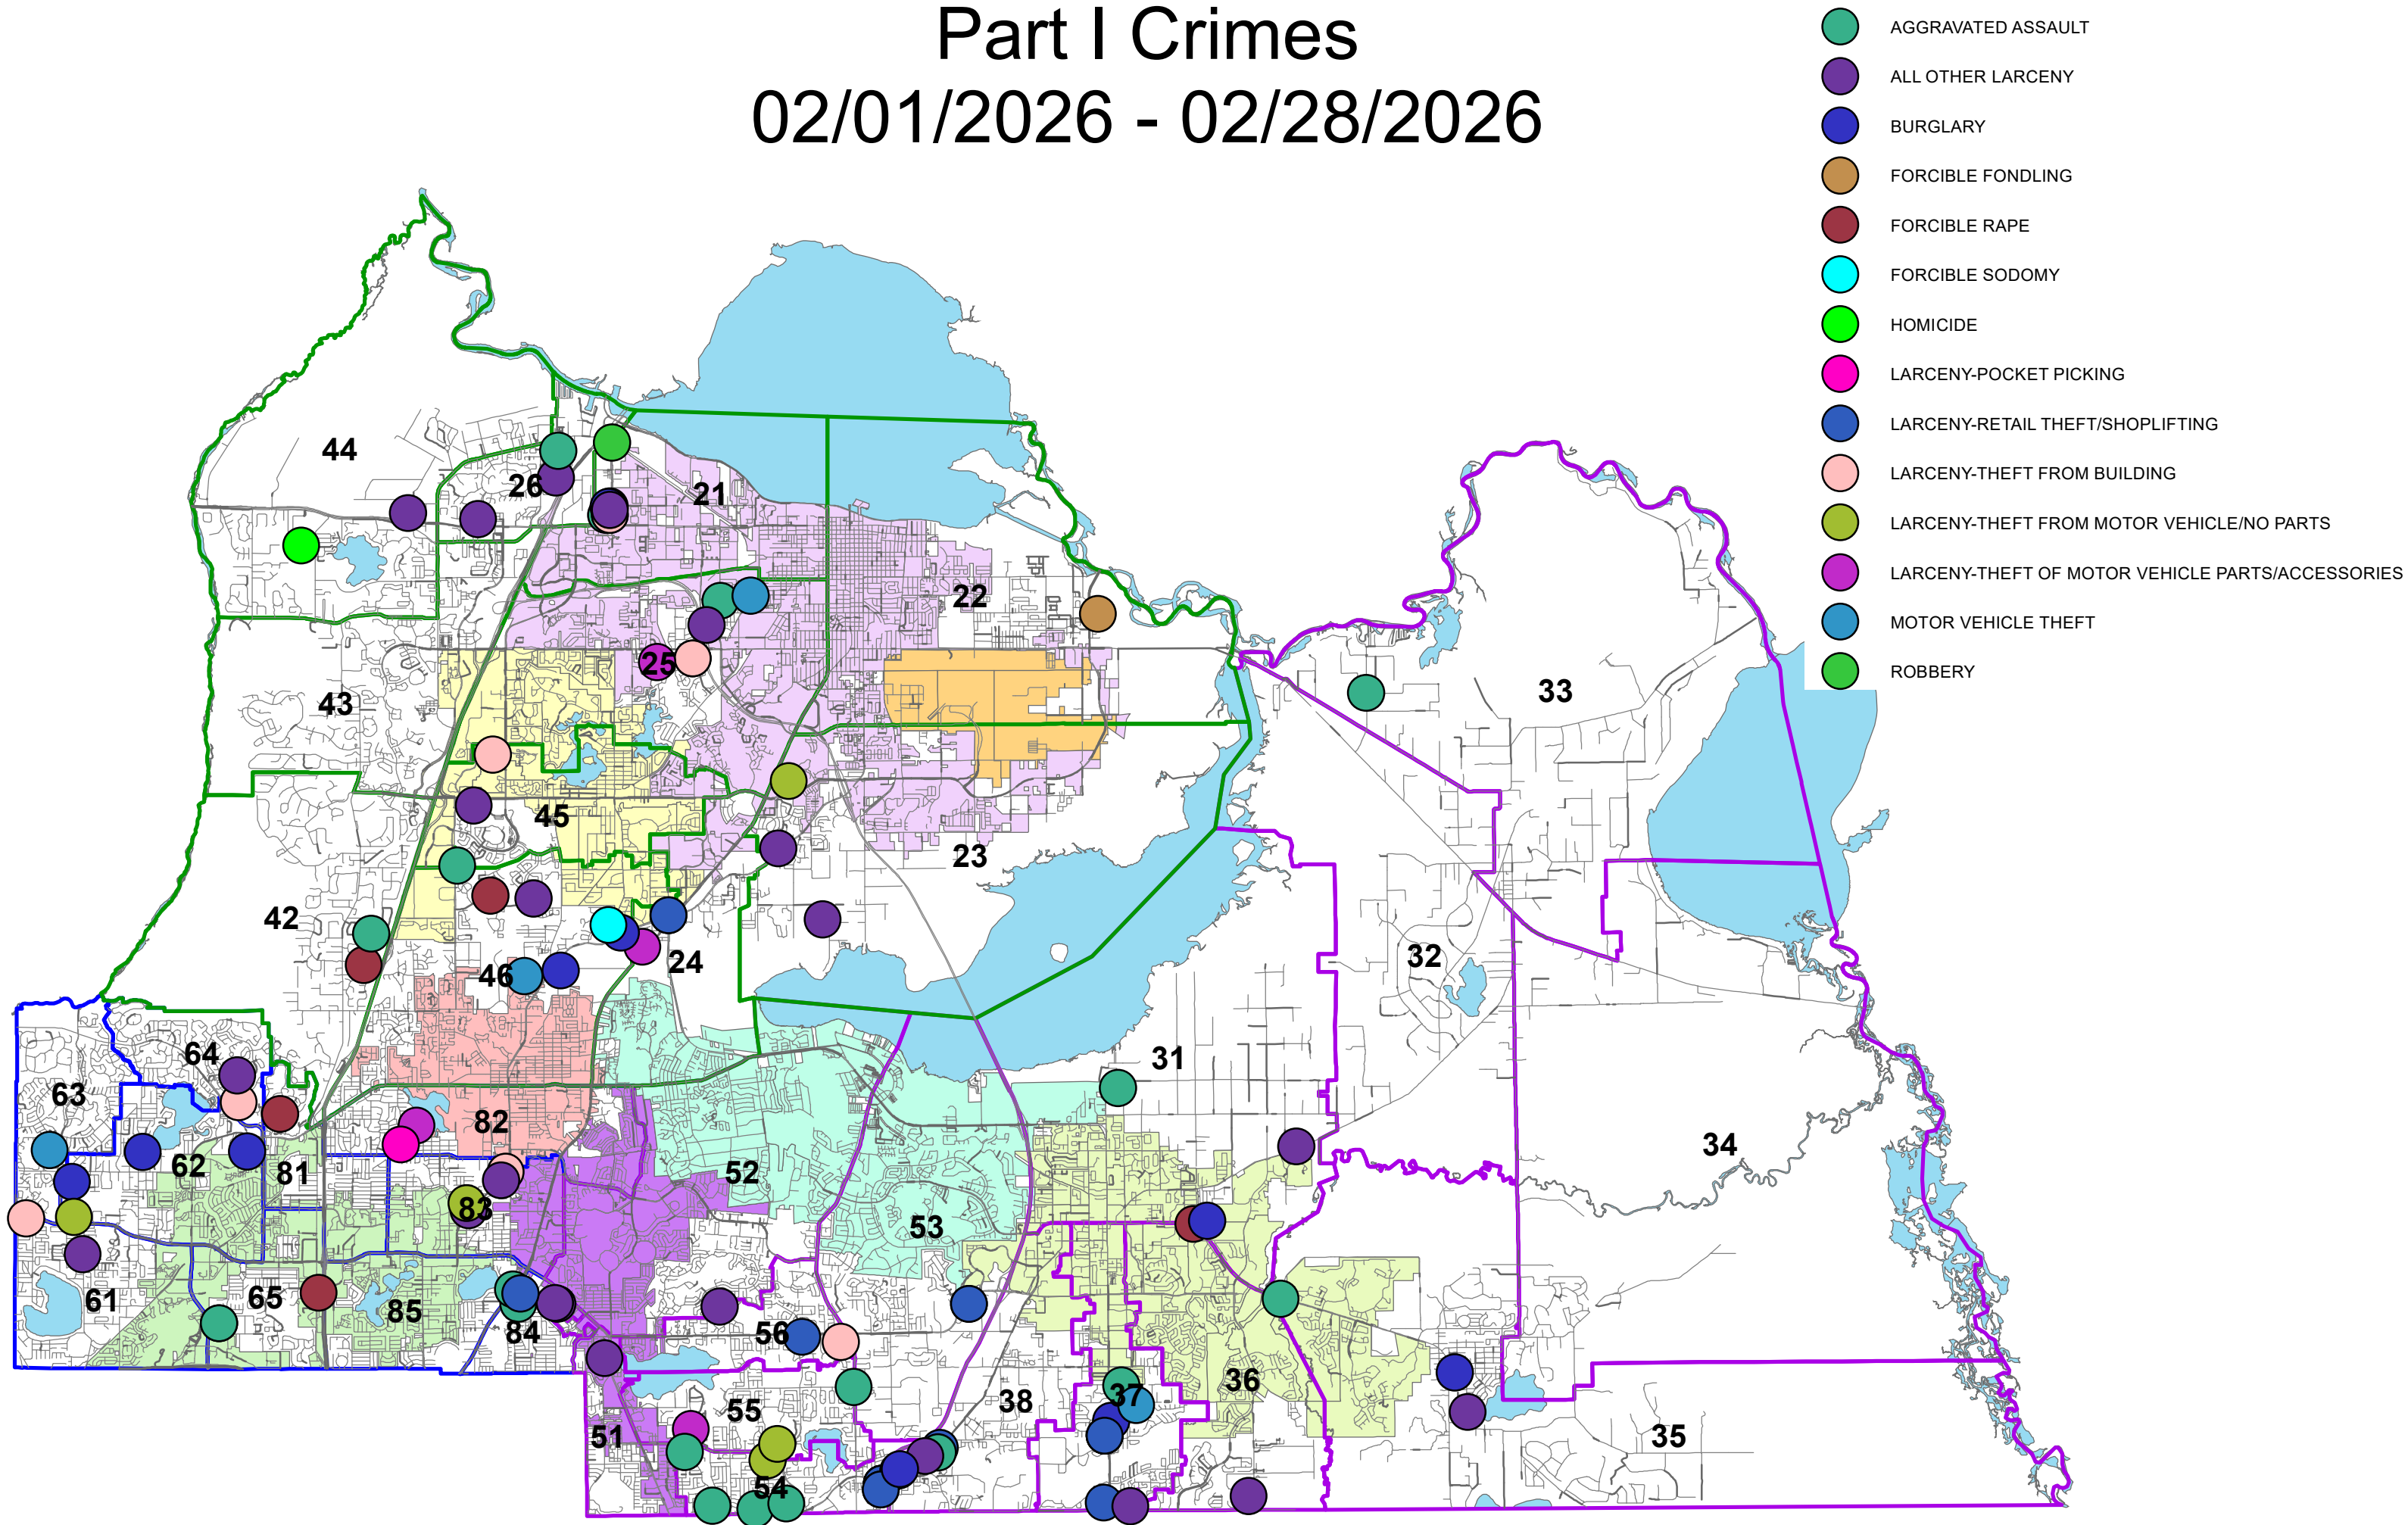 Part I Crimes
02/01/2026 - 02/28/2026
AGGRAVATED ASSAULT
ALL OTHER LARCENY
BURGLARY
FORCIBLE FONDLING
FORCIBLE RAPE
FORCIBLE SODOMY
HOMICIDE
LARCENY-POCKET PICKING
LARCENY-RETAIL THEFT/SHOPLIFTING
LARCENY-THEFT FROM BUILDING
LARCENY-THEFT FROM MOTOR VEHICLE/NO PARTS
LARCENY-THEFT OF MOTOR VEHICLE PARTS/ACCESSORIES
MOTOR VEHICLE THEFT
ROBBERY
44
26
21
22
25
43
33
45
23
42
32
24
46
64
31
63
82
34
62
81
52
83
53
61
65
85
84
56
36
37
38
55
51
35
54